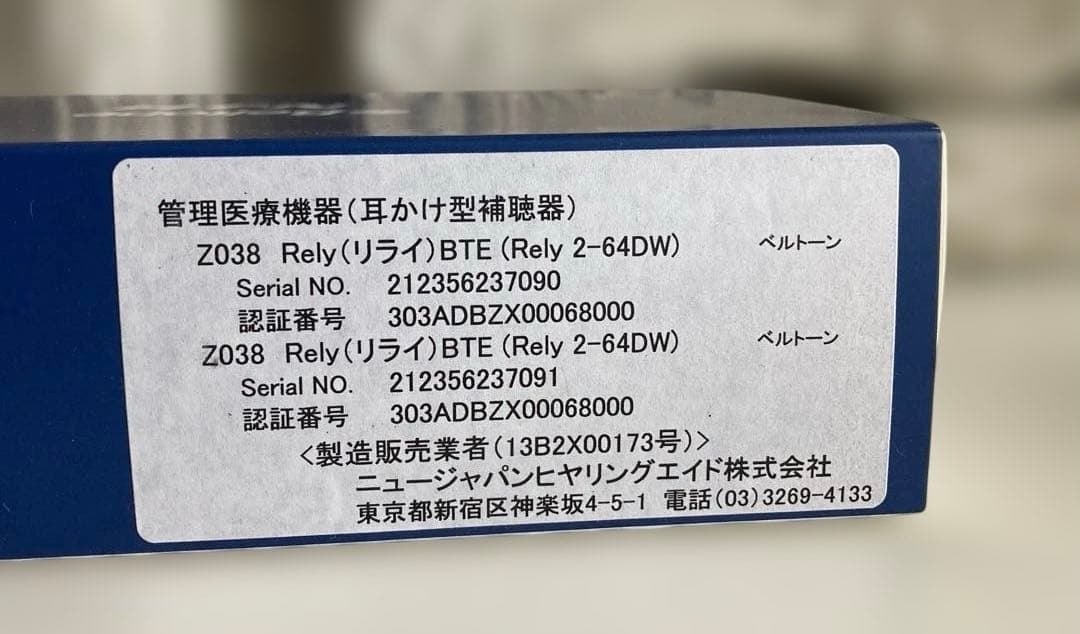 管理医療機器(耳かけ型補聴器)
Z038 Rely(リライ)BTE(Rely 2-64DW) ベルトーン
Serial NO. 212356237090
認証番号 303ADBZX00068000
Z038 Rely(リライ)BTE(Rely 2-64DW) ベルトーン
Serial NO. 212356237091
認証番号 303ADBZX00068000
<製造販売業者(13B2X00173号)>
ニュージャパンヒヤリングエイド株式会社
東京都新宿区神楽坂4-5-1 電話(03)3269-4133